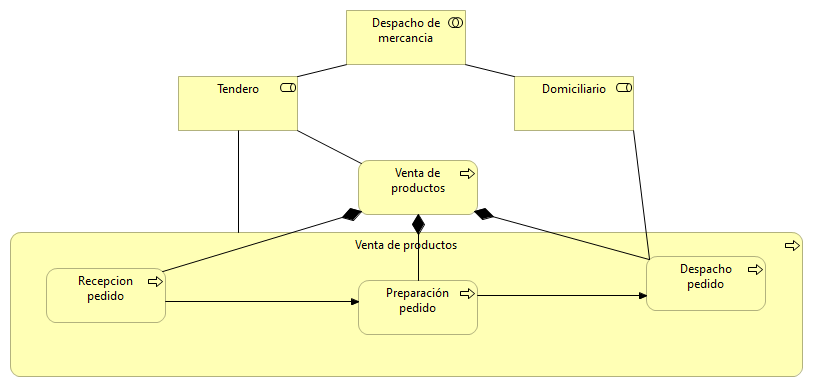 Despacho de
mercancia
Tendero
Domiciliario
Venta de
productos
Venta de productos
Recepcion
pedido
Preparación
pedido
Despacho
pedido